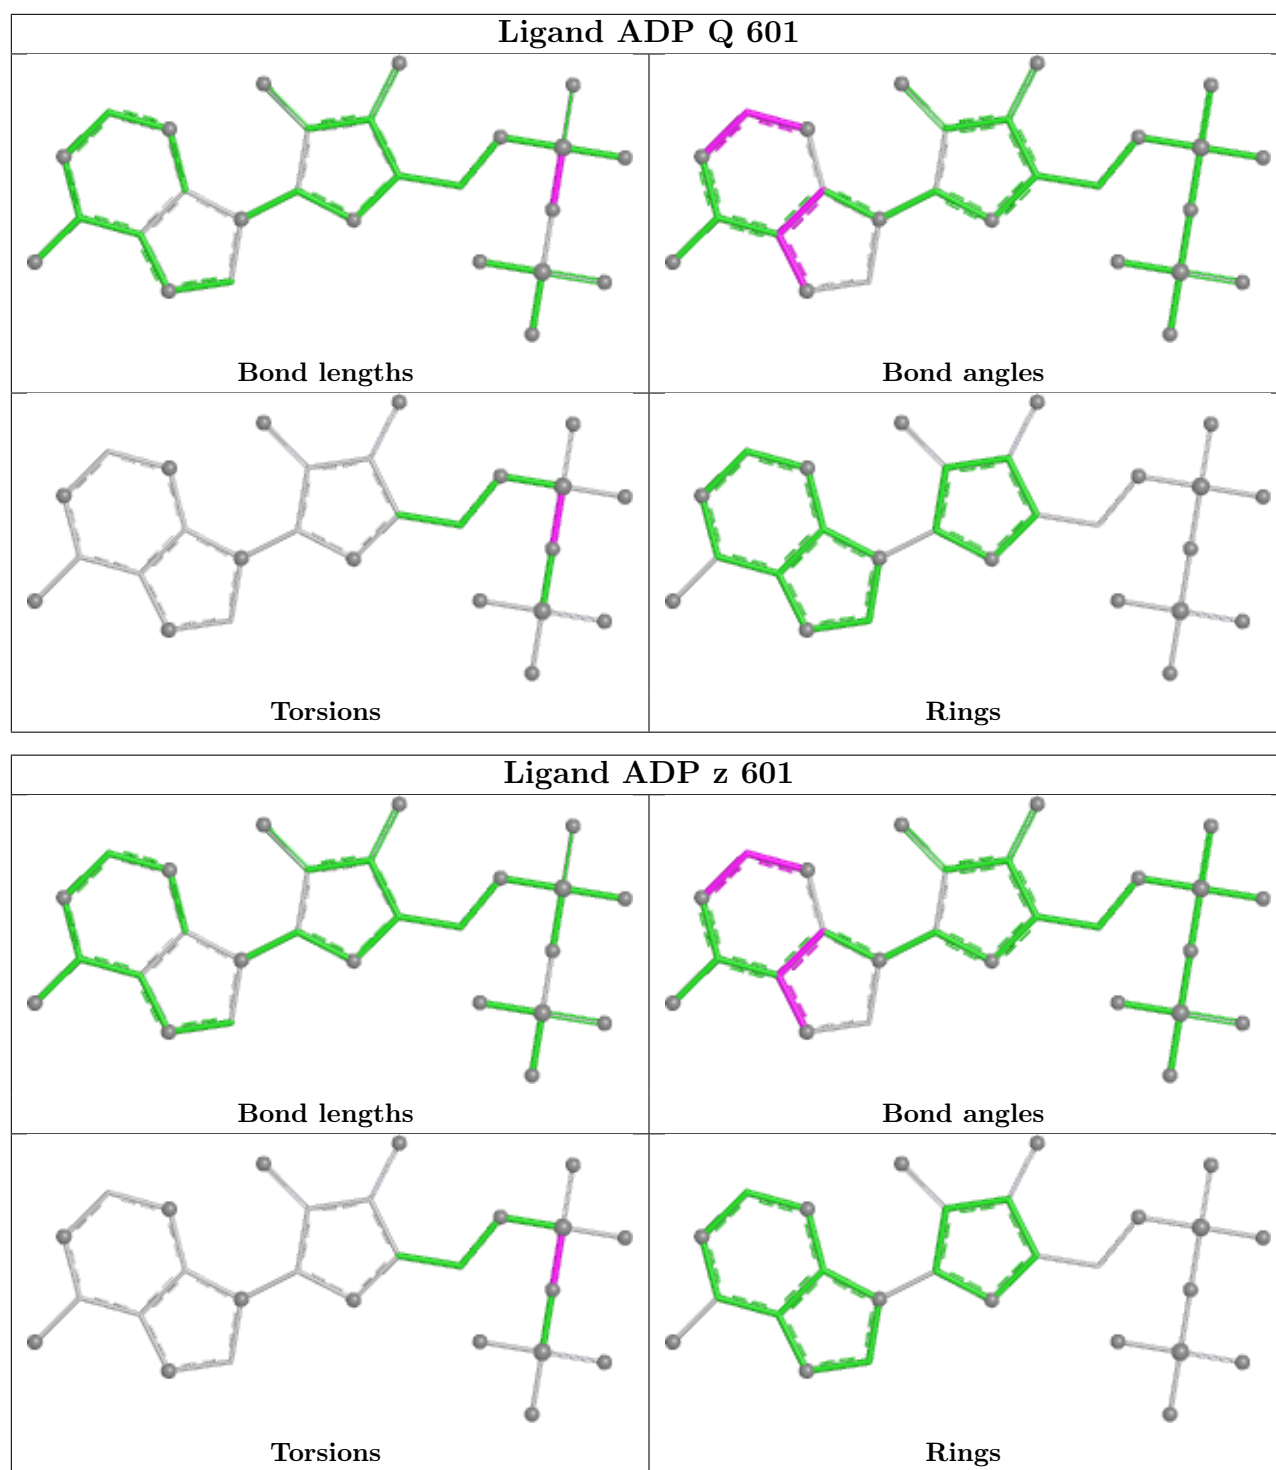 Ligand ADP Q 601
Bond lengths
Bond angles
Torsions
Rings
Ligand ADP z 601
Bond lengths
Bond angles
Torsions
Rings